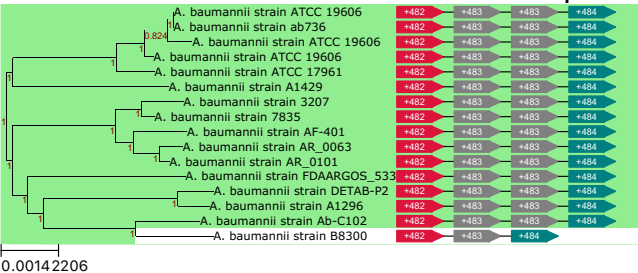 A. baumannii strain ATCC 19606 +482 +483 +483 +484
1 A. baumannii strain ab736 +482 +483 +483 +484
0.824 A. baumannii strain ATCC 19606 +482 +483 +483 +484
1 A. baumannii strain ATCC 19606 +482 +483 +483 +484
1 A. baumannii strain ATCC 17961 +482 +483 +483 +484
1 A. baumannii strain A1429 +482 +483 +483 +484
A. baumannii strain 3207 +482 +483 +483 +484
1 1 A. baumannii strain 7835 +482 +483 +483 +484
1 A. baumannii strain AF-401 +482 +483 +483 +484
1 A. baumannii strain AR_0063 +482 +483 +483 +484
1 1 A. baumannii strain AR_0101 +482 +483 +483 +484
1 A. baumannii strain FDAARGOS_533 +482 +483 +483 +484
A. baumannii strain DETAB-P2 +482 +483 +483 +484
1 1 A. baumannii strain A1296 +482 +483 +483 +484
1 A. baumannii strain Ab-C102 +482 +483 +483 +484
1 A. baumannii strain B8300 +482 +483 +484
0.00142206